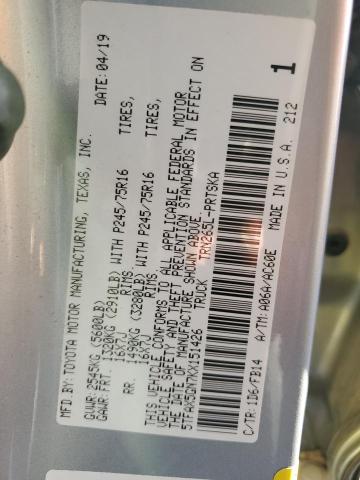 MFD.BY:TOYOTA MOTOR MANUFACTURING, TEXAS, INC. DATE: 04/19
GVWR: 2545KG (5600LB)
GAWR: FRT. 1320KG (2910LB) WITH P245/75R16 TIRES,
16X7J RIMS,
RR. 1490KG (3280LB) WITH P245/75R16 TIRES,
16X7J RIMS,
THIS VEHICLE CONFORMS TO ALL APPLICABLE FEDERAL MOTOR
VEHICLE SAFETY AND THEFT PREVENTION STANDARDS IN EFFECT ON
THE DATE OF MANUFACTURE SHOWN ABOVE.
5TFAX5GN7KX151426 TRUCK TRN265L-PRTSKA
C/TR:1D6/FB14 A/TM:A06A/AC60E MADE IN U.S.A. 212
1